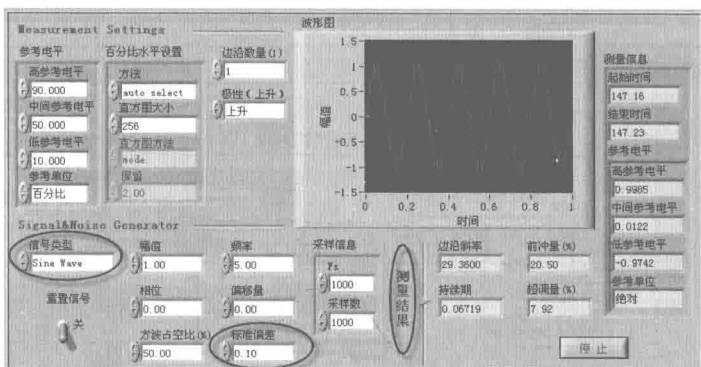 Measurement Settings
参考电平
高参考电平
90.000
中间参考电平
50.000
低参考电平
10.000
参考单位
百分比
百分比水平设置
方法
auto select
直方图大小
256
直方图方法
mode
保留
2.00
边沿数量(1)
1
极性(上升)
上升
波形图
幅值
1.5
1
0.5
0
-0.5
-1
-1.5
0
0.2
0.4
0.6
0.8
1
时间
测量信息
起始时间
147.16
结束时间
147.23
参考电平
高参考电平
0.9985
中间参考电平
0.0122
低参考电平
-0.9742
参考单位
绝对
Signal&Noise Generator
信号类型
Sine Wave
重置信号
关
幅值
1.00
相位
0.00
方波占空比(%)
50.00
频率
5.00
偏移量
0.00
标准偏差
0.10
采样信息
Fs
1000
采样数
1000
测量结果
边沿斜率
29.3600
持续期
0.06719
前冲量(%)
20.50
超调量(%)
7.92
停止